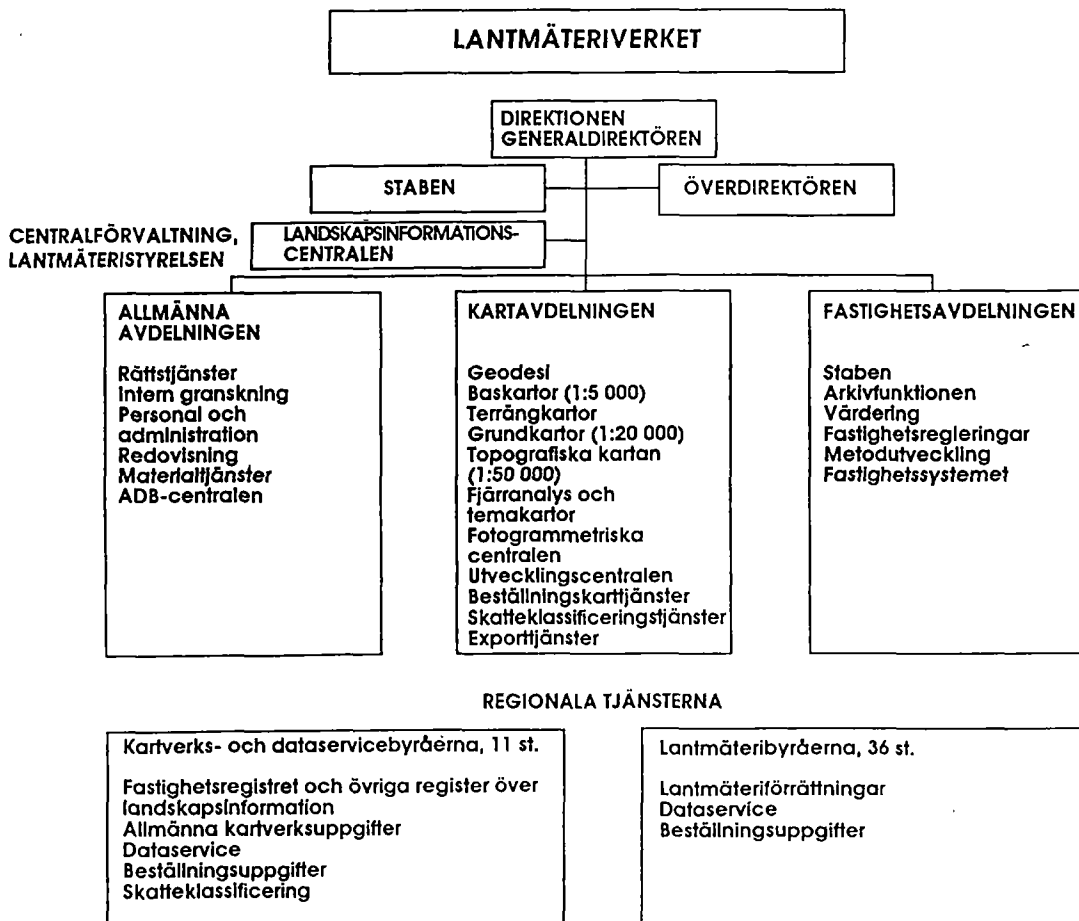 LANTMÄTERIVERKET
DIREKTIONEN
GENERALDIREKTÖREN
STABEN
ÖVERDIREKTÖREN
CENTRALFÖRVALTNING,
LANTMÄTERISTYRELSEN
LANDSKAPSINFORMATIONS-
CENTRALEN
ALLMÄNNA
AVDELNINGEN
Rättstjänster
Intern granskning
Personal och
administration
Redovisning
Materialtjänster
ADB-centralen
KARTAVDELNINGEN
Geodesi
Baskartor (1:5 000)
Terrängkartor
Grundkartor (1:20 000)
Topografiska kartan
(1:50 000)
Fjärranalys och
temakartor
Fotogrammetriska
centralen
Utvecklingscentralen
Beställningskarttjänster
Skatteklassificeringstjänster
Exporttjänster
FASTIGHETSAVDELNINGEN
Staben
Arkivfunktionen
Värdering
Fastighetsregleringar
Metodutveckling
Fastighetssystemet
REGIONALA TJÄNSTERNA
Kartverks- och dataservicebyråerna, 11 st.
Fastighetsregistret och övriga register över
landskapsinformation
Allmänna kartverksuppgifter
Dataservice
Beställningsuppgifter
Skatteklassificering
Lantmäteribyråerna, 36 st.
Lantmäteriförrättningar
Dataservice
Beställningsuppgifter